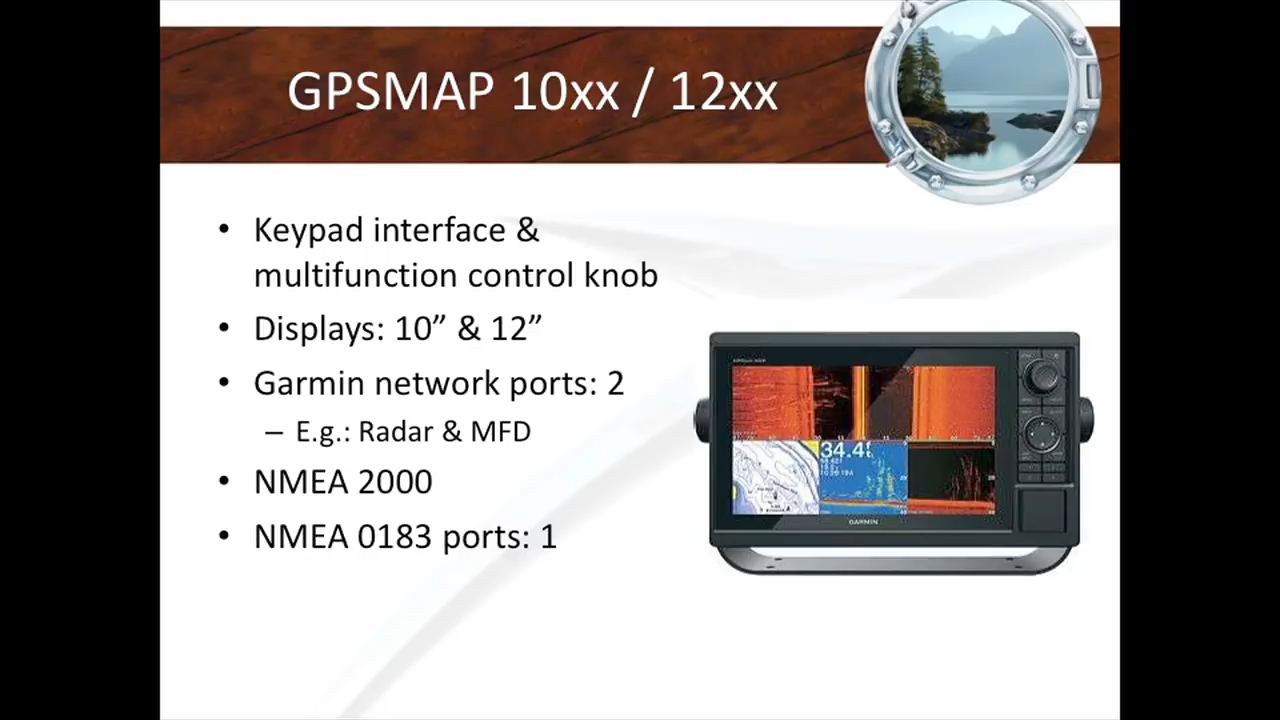 GPSMAP 10xx / 12xx
• Keypad interface &
multifunction control knob
• Displays: 10” & 12”
• Garmin network ports: 2
– E.g.: Radar & MFD
• NMEA 2000
• NMEA 0183 ports: 1
34.4
GARMIN